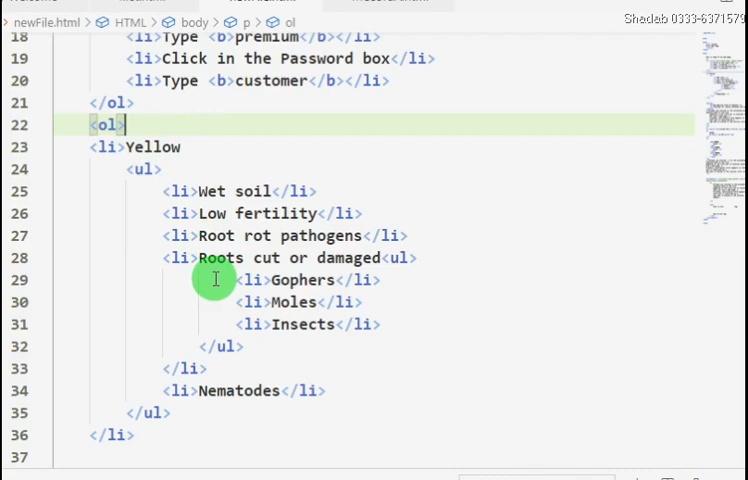 newFile.html > HTML > body > p > ol
Shadab 0333-6371579
18 <li>Type <b>premium</b></li>
19 <li>Click in the Password box</li>
20 <li>Type <b>customer</b></li>
21 </ol>
22 <ol>
23 <li>Yellow
24 <ul>
25 <li>Wet soil</li>
26 <li>Low fertility</li>
27 <li>Root rot pathogens</li>
28 <li>Roots cut or damaged<ul>
29 <li>Gophers</li>
30 <li>Moles</li>
31 <li>Insects</li>
32 </ul>
33 </li>
34 <li>Nematodes</li>
35 </ul>
36 </li>
37